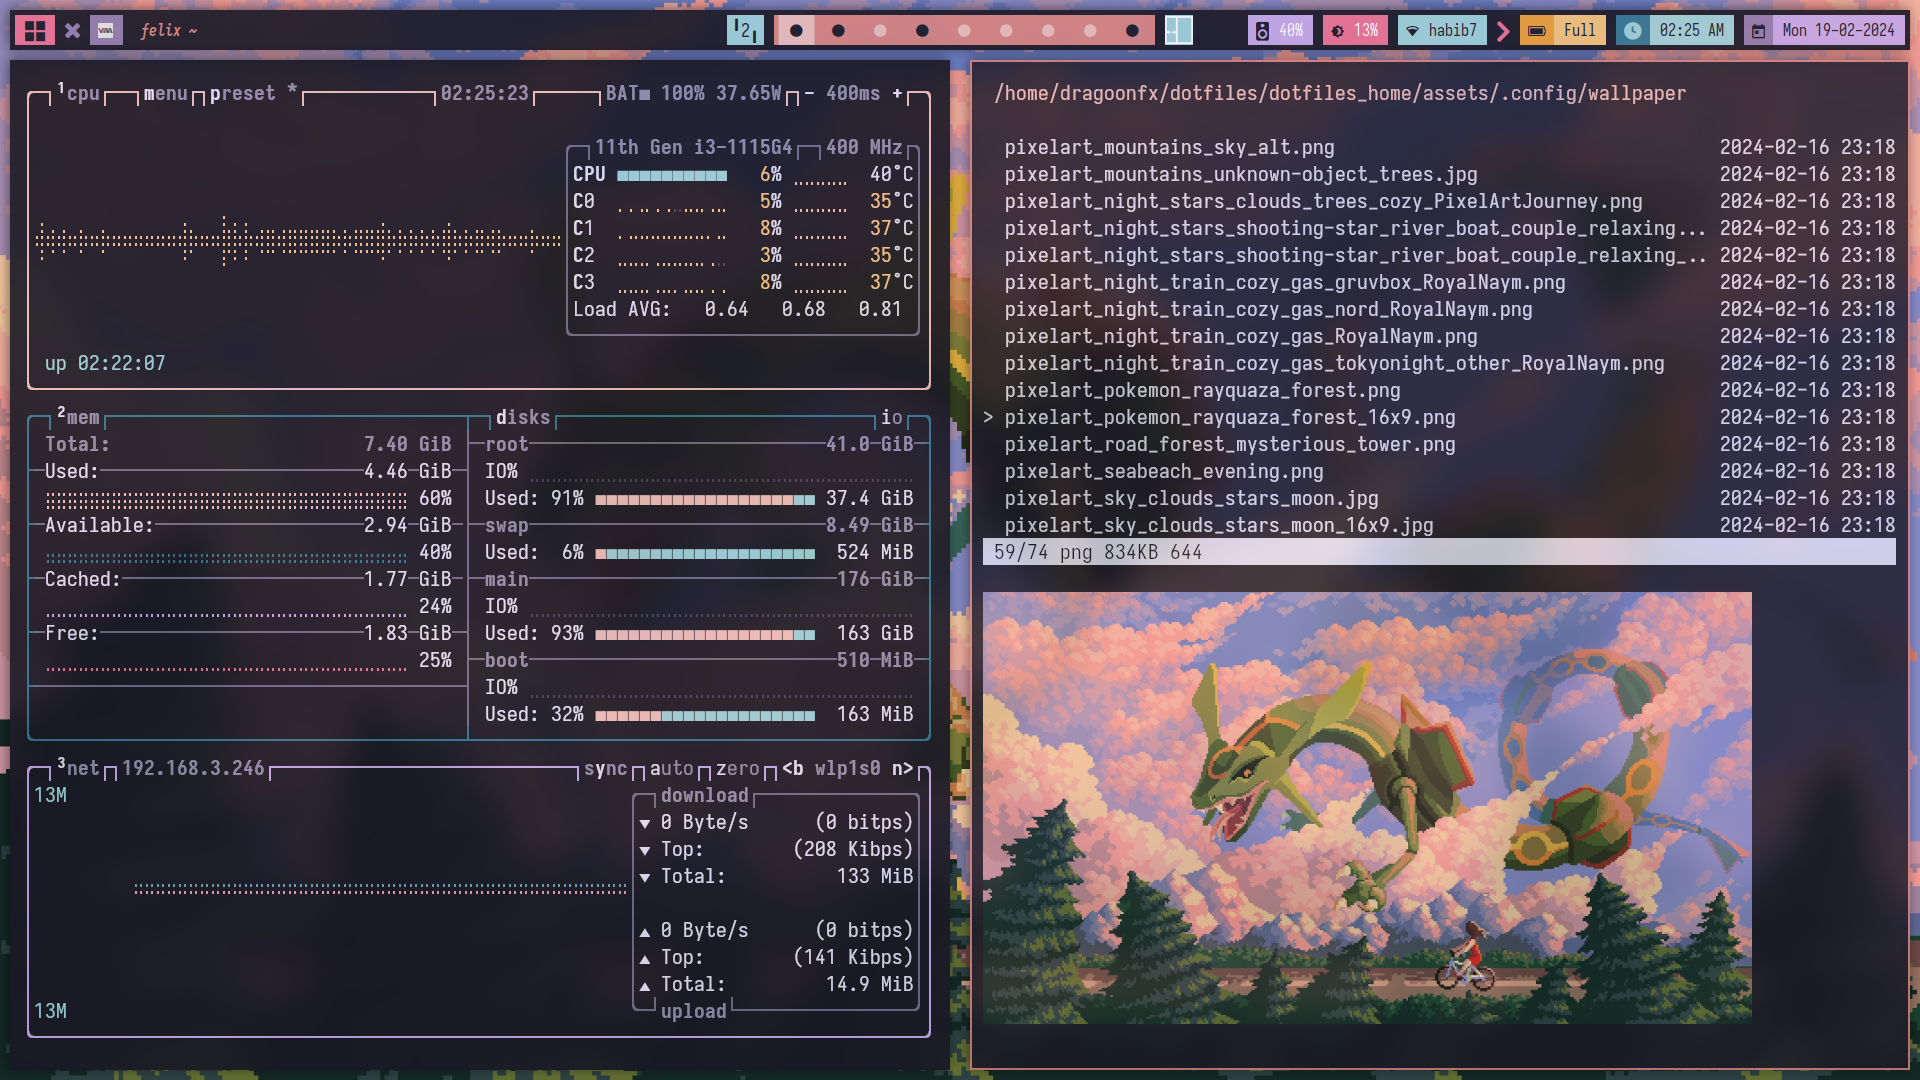 felix ~
2
40%
13%
habib7
Full
02:25 AM
Mon 19-02-2024
1cpu menu preset * 02:25:23 BAT■ 100% 37.65W - 400ms +
11th Gen i3-1115G4 400 MHz
CPU 6% 40°C
C0 5% 35°C
C1 8% 37°C
C2 3% 35°C
C3 8% 37°C
Load AVG: 0.64 0.68 0.81
up 02:22:07
2mem
Total: 7.40 GiB
Used: 4.46 GiB
60%
Available: 2.94 GiB
40%
Cached: 1.77 GiB
24%
Free: 1.83 GiB
25%
disks io
root 41.0 GiB
IO%
Used: 91% 37.4 GiB
swap 8.49 GiB
Used: 6% 524 MiB
main 176 GiB
IO%
Used: 93% 163 GiB
boot 510 MiB
IO%
Used: 32% 163 MiB
3net 192.168.3.246 sync auto zero <b wlp1s0 n>
13M
download
▼ 0 Byte/s (0 bitps)
▼ Top: (208 Kibps)
▼ Total: 133 MiB
▲ 0 Byte/s (0 bitps)
▲ Top: (141 Kibps)
▲ Total: 14.9 MiB
upload
13M
/home/dragoonfx/dotfiles/dotfiles_home/assets/.config/wallpaper
pixelart_mountains_sky_alt.png 2024-02-16 23:18
pixelart_mountains_unknown-object_trees.jpg 2024-02-16 23:18
pixelart_night_stars_clouds_trees_cozy_PixelArtJourney.png 2024-02-16 23:18
pixelart_night_stars_shooting-star_river_boat_couple_relaxing... 2024-02-16 23:18
pixelart_night_stars_shooting-star_river_boat_couple_relaxing_.. 2024-02-16 23:18
pixelart_night_train_cozy_gas_gruvbox_RoyalNaym.png 2024-02-16 23:18
pixelart_night_train_cozy_gas_nord_RoyalNaym.png 2024-02-16 23:18
pixelart_night_train_cozy_gas_RoyalNaym.png 2024-02-16 23:18
pixelart_night_train_cozy_gas_tokyonight_other_RoyalNaym.png 2024-02-16 23:18
pixelart_pokemon_rayquaza_forest.png 2024-02-16 23:18
> pixelart_pokemon_rayquaza_forest_16x9.png 2024-02-16 23:18
pixelart_road_forest_mysterious_tower.png 2024-02-16 23:18
pixelart_seabeach_evening.png 2024-02-16 23:18
pixelart_sky_clouds_stars_moon.jpg 2024-02-16 23:18
pixelart_sky_clouds_stars_moon_16x9.jpg 2024-02-16 23:18
59/74 png 834KB 644